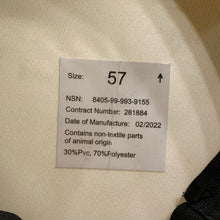 Size: 57
NSN: 8405-99-993-9155
Contract Number: 281884
Date of Manufacture: 02/2022
Contains non-textile parts
of animal origin
30%Pvc, 70%Polyester